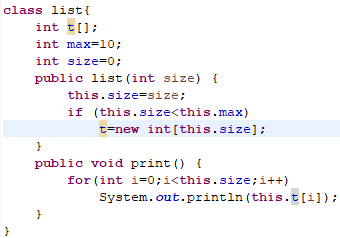 class list{
    int t[];
    int max=10;
    int size=0;
    public list(int size) {
        this.size=size;
        if (this.size<this.max)
            t=new int[this.size];
    }
    public void print() {
        for(int i=0;i<this.size;i++)
            System.out.println(this.t[i]);
    }
}